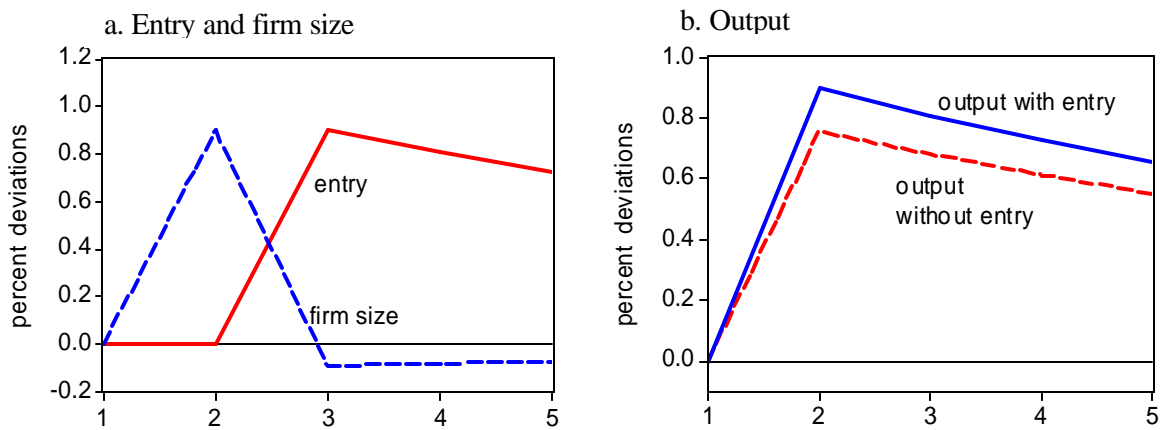 a. Entry and firm size
percent deviations
1.2
1.0
0.8
0.6
0.4
0.2
0.0
-0.2
entry
firm size
1 2 3 4 5
b. Output
percent deviations
1.0
0.8
0.6
0.4
0.2
0.0
output with entry
output
without entry
1 2 3 4 5